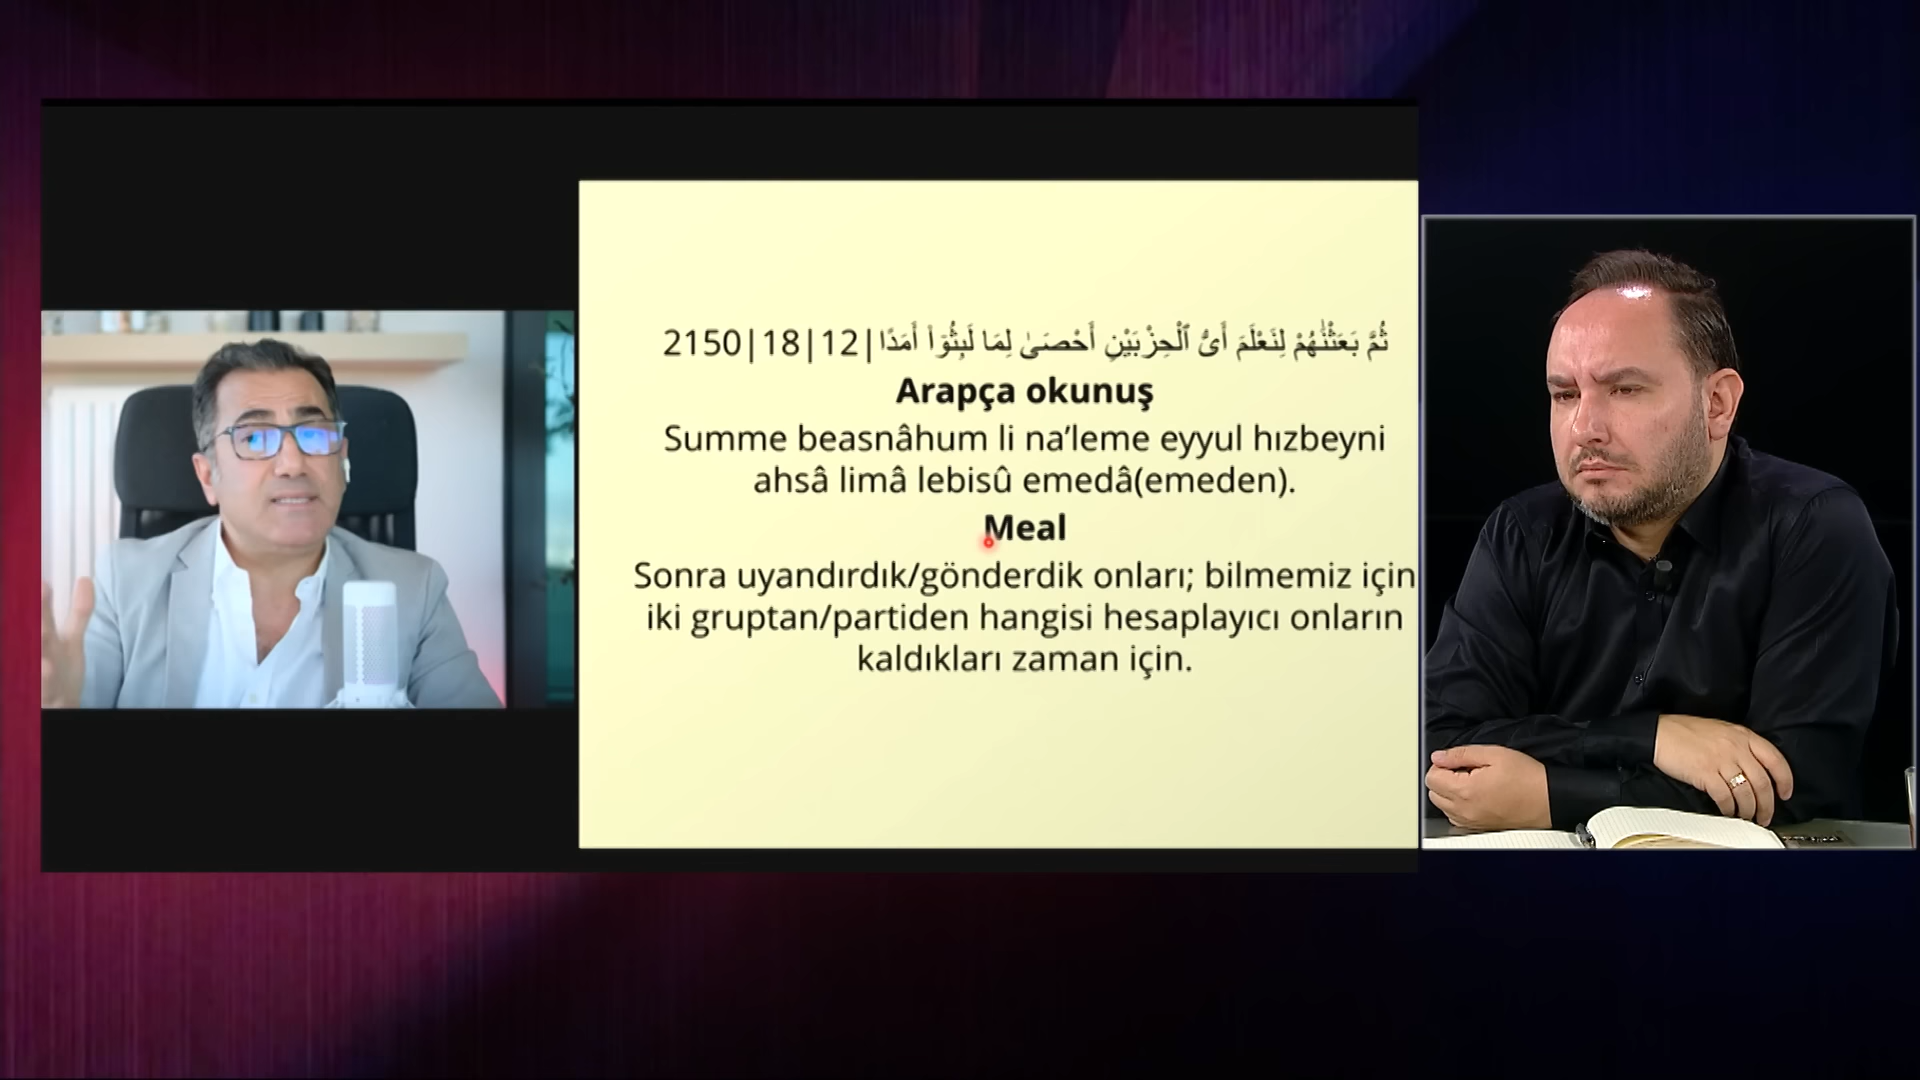 2150|18|12|ثُمَّ بَعَثْنَٰهُمْ لِنَعْلَمَ أَىُّ ٱلْحِزْبَيْنِ أَحْصَىٰ لِمَا لَبِثُوٓا۟ أَمَدًا
Arapça okunuş
Summe beasnâhum li na’leme eyyul hızbeyni
ahsâ limâ lebisû emedâ(emeden).
Meal
Sonra uyandırdık/gönderdik onları; bilmemiz için
iki gruptan/partiden hangisi hesaplayıcı onların
kaldıkları zaman için.